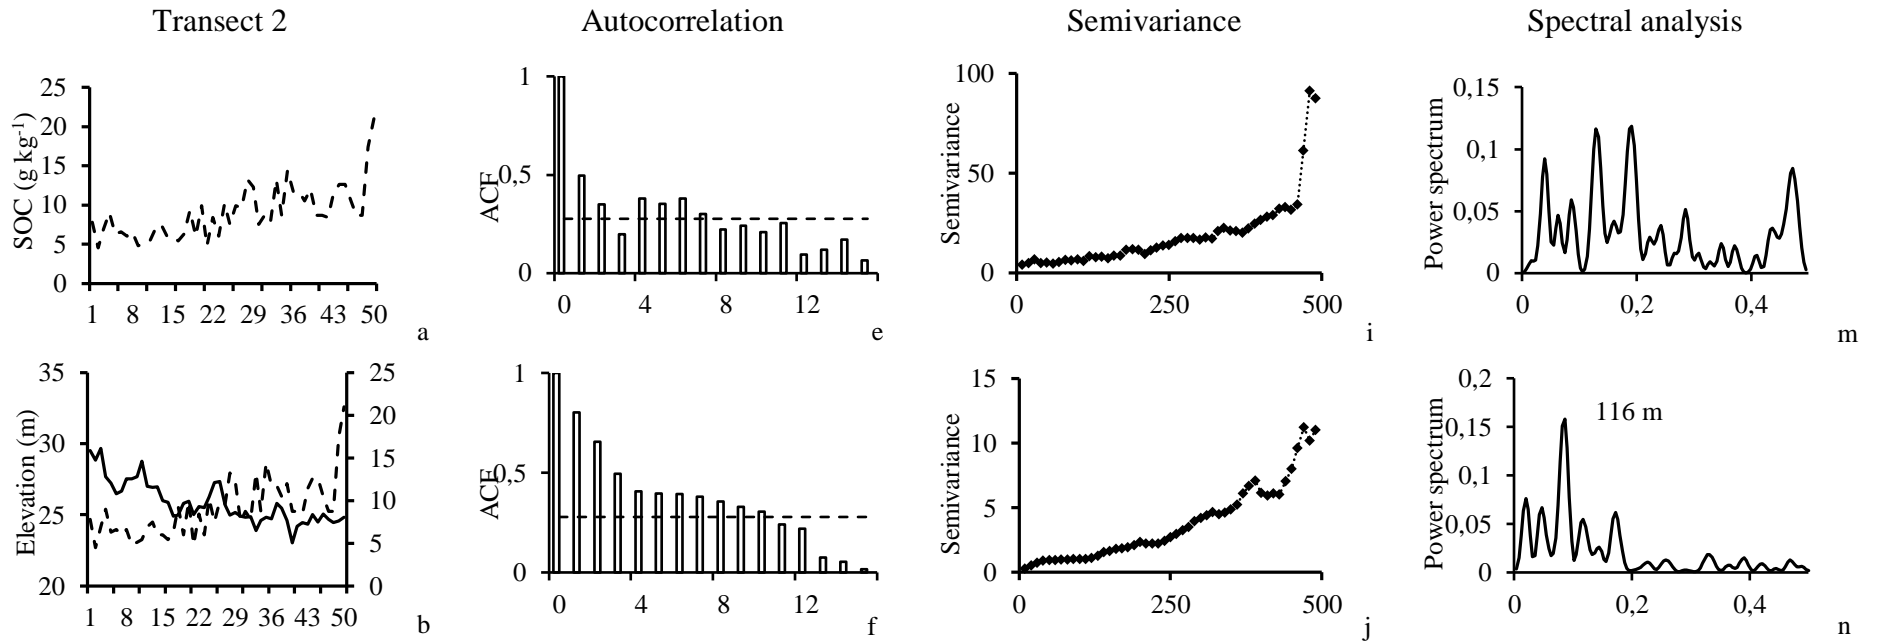 Transect 2 Autocorrelation Semivariance Spectral analysis
SOC (g kg-1)
25
20
15
10
5
0
1 8 15 22 29 36 43 50
a
ACF
1
0,5
0
0 4 8 12
e
Semivariance
100
50
0
0 250 500
i
Power spectrum
0,15
0,1
0,05
0
0 0,2 0,4
m
Elevation (m)
35
30
25
20
25
20
15
10
5
0
1 8 15 22 29 36 43 50
b
ACF
1
0,5
0
0 4 8 12
f
Semivariance
15
10
5
0
0 250 500
j
Power spectrum
0,2
0,15
0,1
0,05
0
116 m
0 0,2 0,4
n